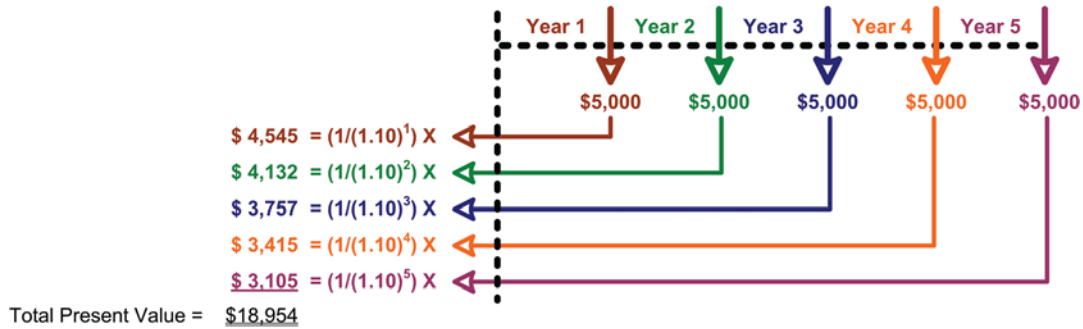 Year 1 Year 2 Year 3 Year 4 Year 5
$5,000 $5,000 $5,000 $5,000 $5,000
$ 4,545 = (1/(1.10)¹) X
$ 4,132 = (1/(1.10)²) X
$ 3,757 = (1/(1.10)³) X
$ 3,415 = (1/(1.10)⁴) X
$ 3,105 = (1/(1.10)⁵) X
Total Present Value = $18,954